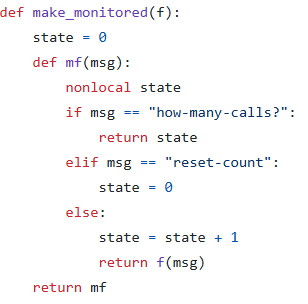 def make_monitored(f):
    state = 0
    def mf(msg):
        nonlocal state
        if msg == "how-many-calls?":
            return state
        elif msg == "reset-count":
            state = 0
        else:
            state = state + 1
            return f(msg)
    return mf